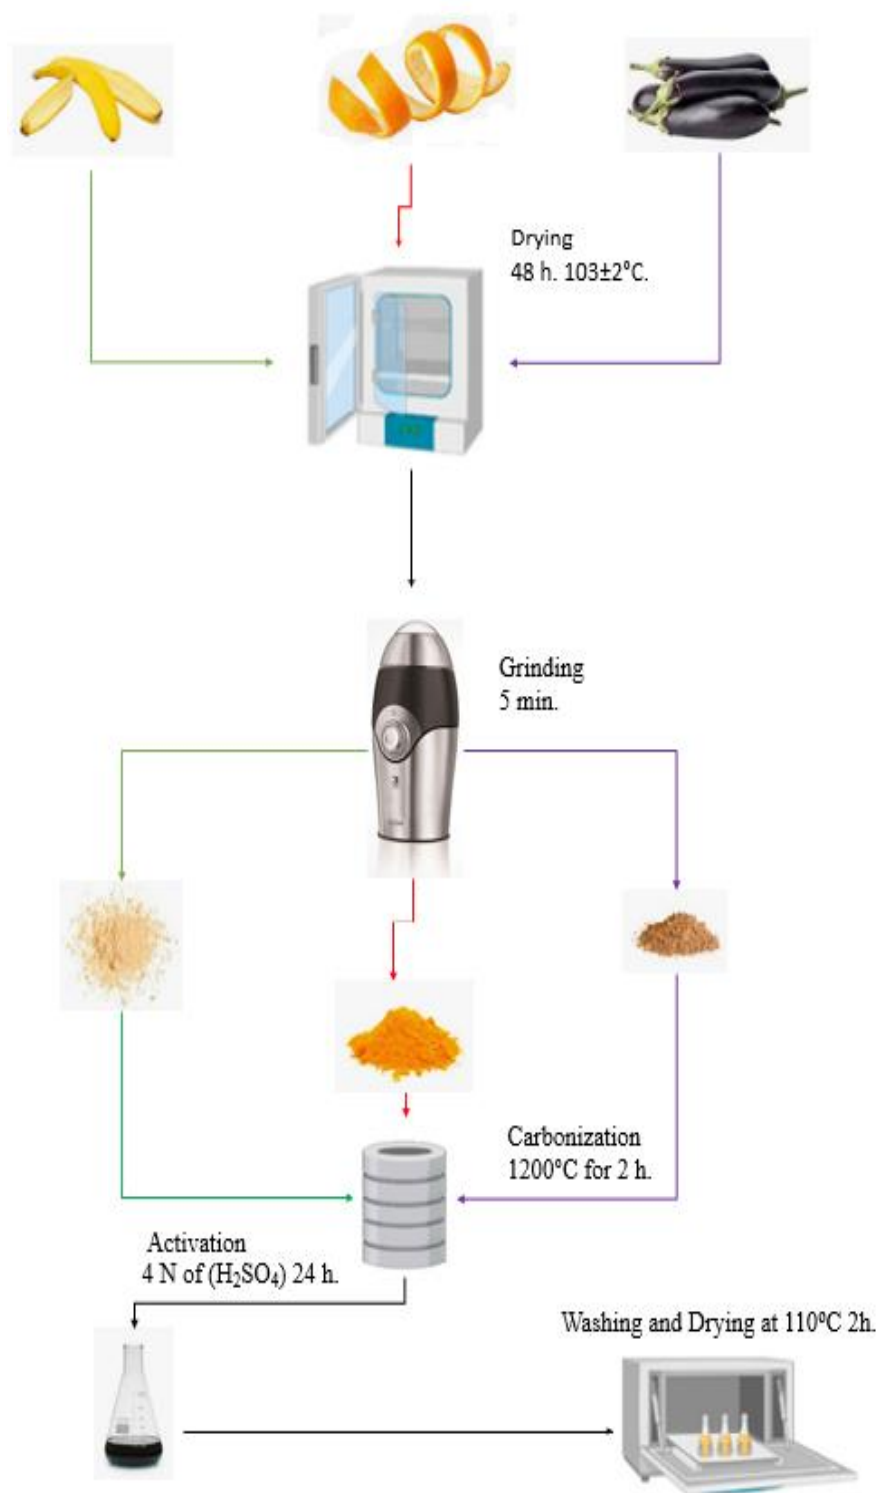 Drying
48 h. 103±2°C.
Grinding
5 min.
Carbonization
1200°C for 2 h.
Activation
4 N of (H₂SO₄) 24 h.
Washing and Drying at 110°C 2h.